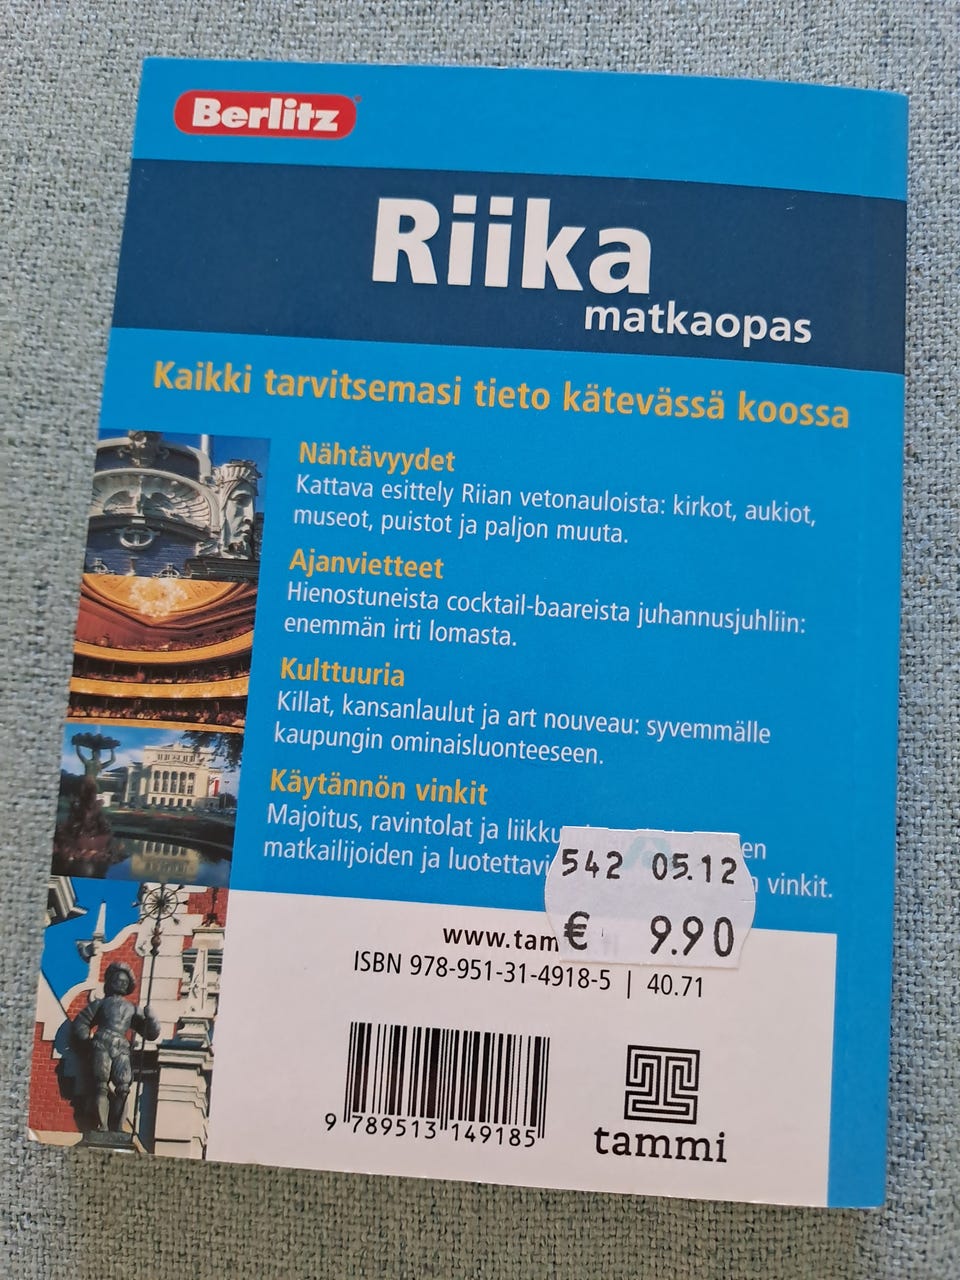 Berlitz
Riika
matkaopas
Kaikki tarvitsemasi tieto kätevässä koossa
Nähtävyydet
Kattava esittely Riian vetonauloista: kirkot, aukiot,
museot, puistot ja paljon muuta.
Ajanvietteet
Hienostuneista cocktail-baareista juhannusjuhliin:
enemmän irti lomasta.
Kulttuuria
Killat, kansanlaulut ja art nouveau: syvemmälle
kaupungin ominaisluonteeseen.
Käytännön vinkit
Majoitus, ravintolat ja
matkailijoiden ja vinkit.
542 05.12
€ 9.90
www.tam
ISBN 978-951-31-4918-5 | 40.71
9 789513 149185
tammi